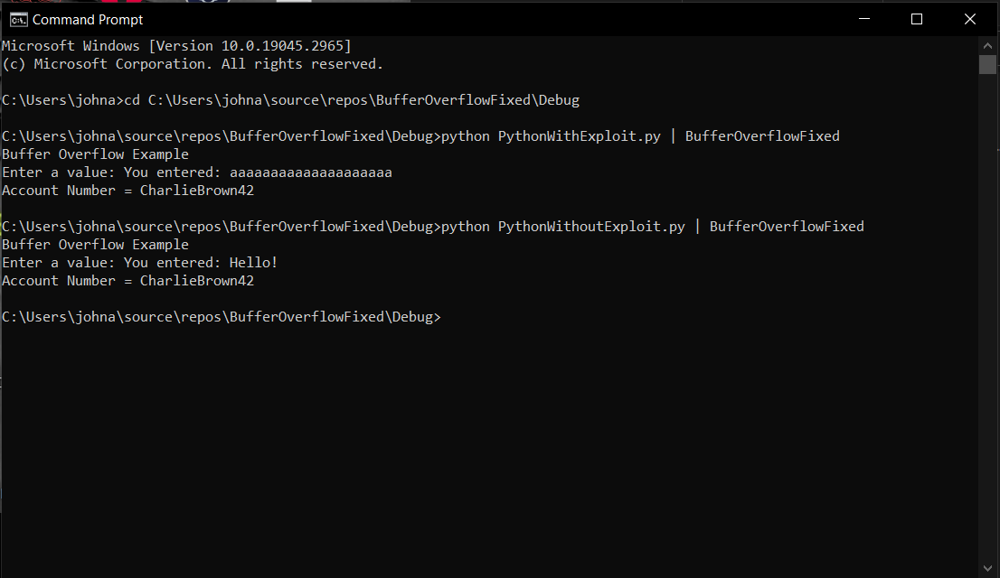 Command Prompt
Microsoft Windows [Version 10.0.19045.2965]
(c) Microsoft Corporation. All rights reserved.
C:\Users\johna>cd C:\Users\johna\source\repos\BufferOverflowFixed\Debug
C:\Users\johna\source\repos\BufferOverflowFixed\Debug>python PythonWithExploit.py | BufferOverflowFixed
Buffer Overflow Example
Enter a value: You entered: aaaaaaaaaaaaaaaaaaaa
Account Number = CharlieBrown42
C:\Users\johna\source\repos\BufferOverflowFixed\Debug>python PythonWithoutExploit.py | BufferOverflowFixed
Buffer Overflow Example
Enter a value: You entered: Hello!
Account Number = CharlieBrown42
C:\Users\johna\source\repos\BufferOverflowFixed\Debug>